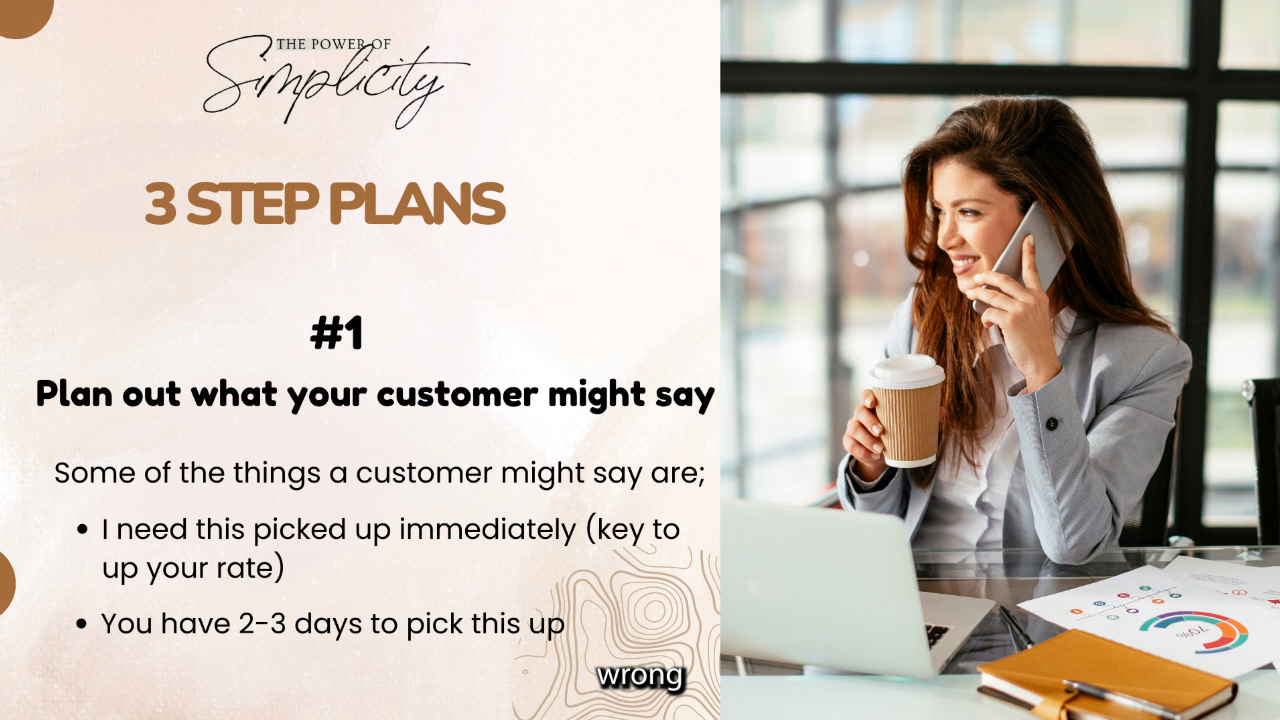 THE POWER OF
Simplicity
3 STEP PLANS
#1
Plan out what your customer might say
Some of the things a customer might say are;
• I need this picked up immediately (key to
up your rate)
• You have 2-3 days to pick this up
wrong
70%